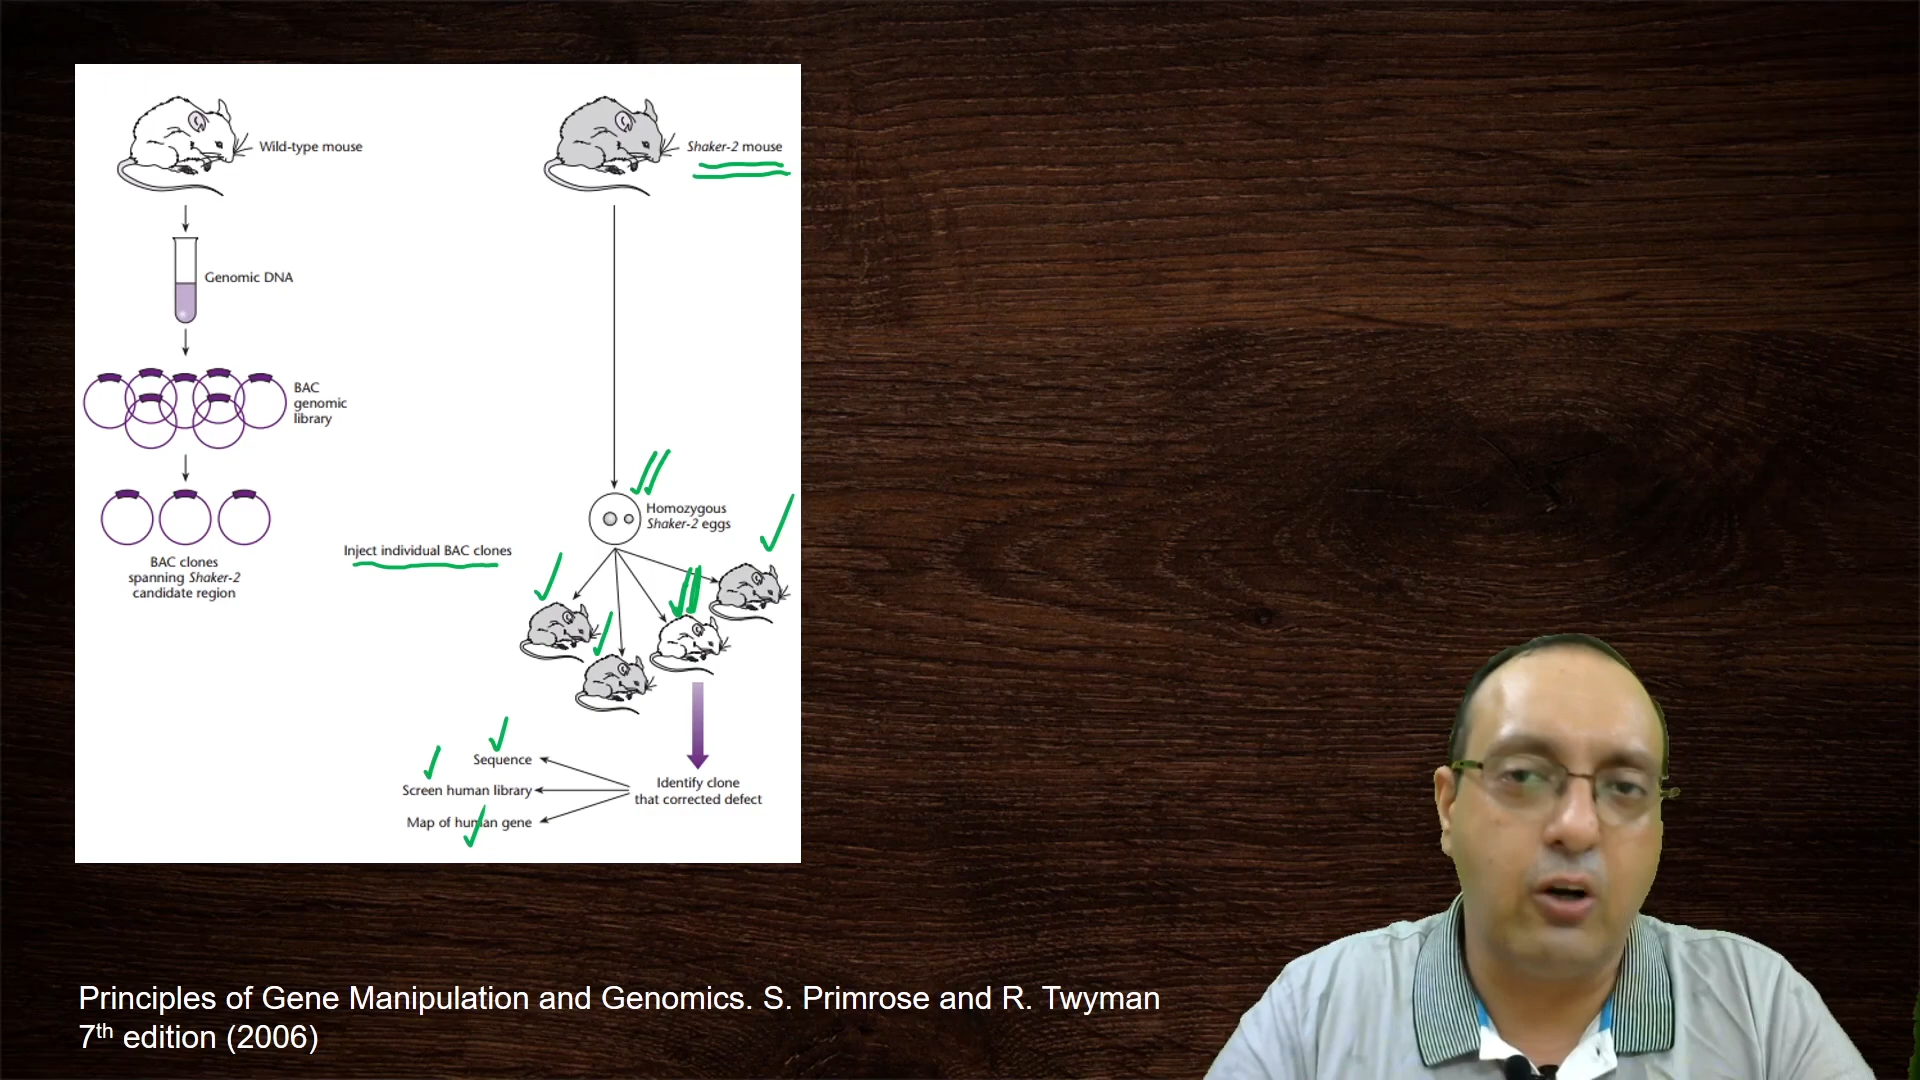 Wild-type mouse
Shaker-2 mouse
Genomic DNA
BAC
genomic
library
Homozygous
Shaker-2 eggs
Inject individual BAC clones
BAC clones
spanning Shaker-2
candidate region
Sequence
Screen human library
Map of human gene
Identify clone
that corrected defect
Principles of Gene Manipulation and Genomics. S. Primrose and R. Twyman
7th edition (2006)